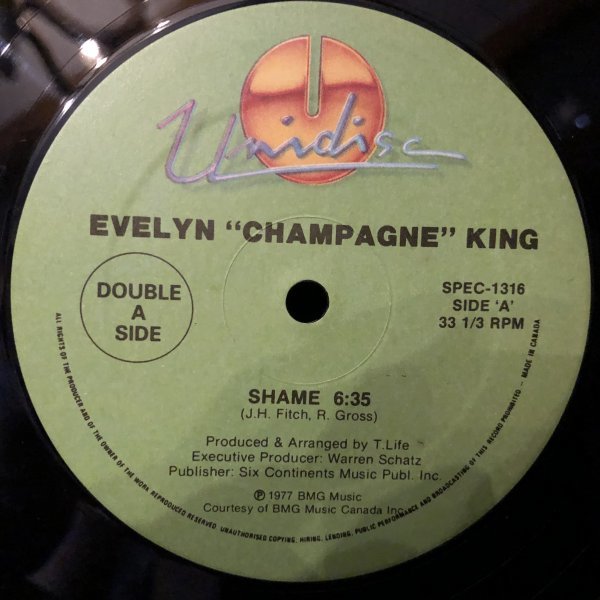 Unidisc
EVELYN "CHAMPAGNE" KING
DOUBLE
A
SIDE
SPEC-1316
SIDE 'A'
33 1/3 RPM
SHAME 6:35
(J.H. Fitch, R. Gross)
Produced & Arranged by T.Life
Executive Producer: Warren Schatz
Publisher: Six Continents Music Publ. Inc.
℗ 1977 BMG Music
Courtesy of BMG Music Canada Inc.
ALL RIGHTS OF THE PRODUCER AND OF THE OWNER OF THE WORK REPRODUCED RESERVED. UNAUTHORISED COPYING, HIRING, LENDING, PUBLIC PERFORMANCE AND BROADCASTING OF THIS RECORD PROHIBITED – MADE IN CANADA